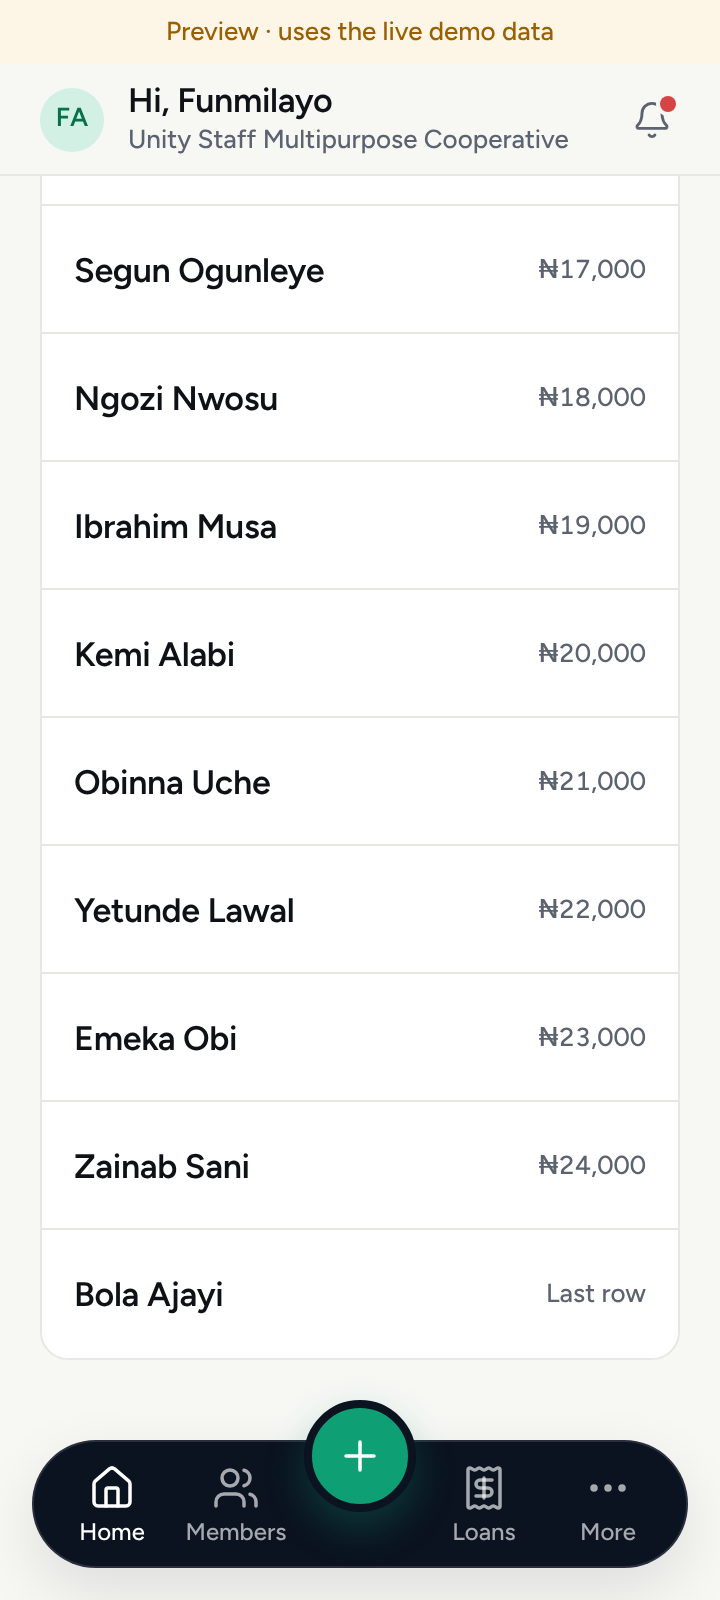 Preview · uses the live demo data
FA
Hi, Funmilayo
Unity Staff Multipurpose Cooperative
Segun Ogunleye ₦17,000
Ngozi Nwosu ₦18,000
Ibrahim Musa ₦19,000
Kemi Alabi ₦20,000
Obinna Uche ₦21,000
Yetunde Lawal ₦22,000
Emeka Obi ₦23,000
Zainab Sani ₦24,000
Bola Ajayi Last row
Home Members Loans More